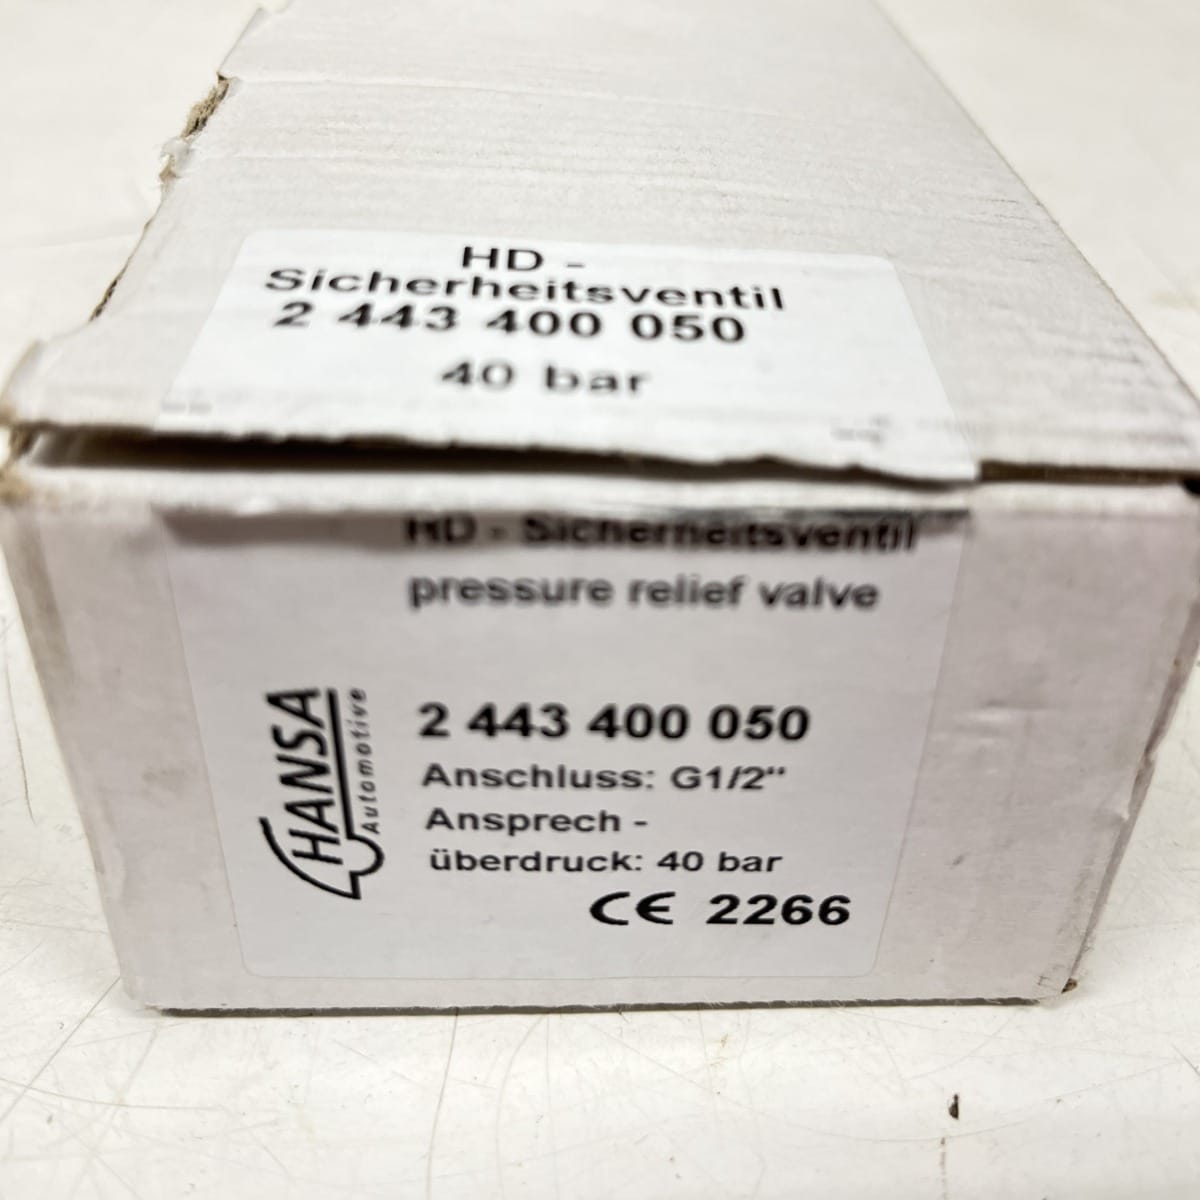 HD -
Sicherheitsventil
2 443 400 050
40 bar
HD - Sicherheitsventil
pressure relief valve
HANSA
Automotive
2 443 400 050
Anschluss: G1/2"
Ansprech -
überdruck: 40 bar
CE 2266